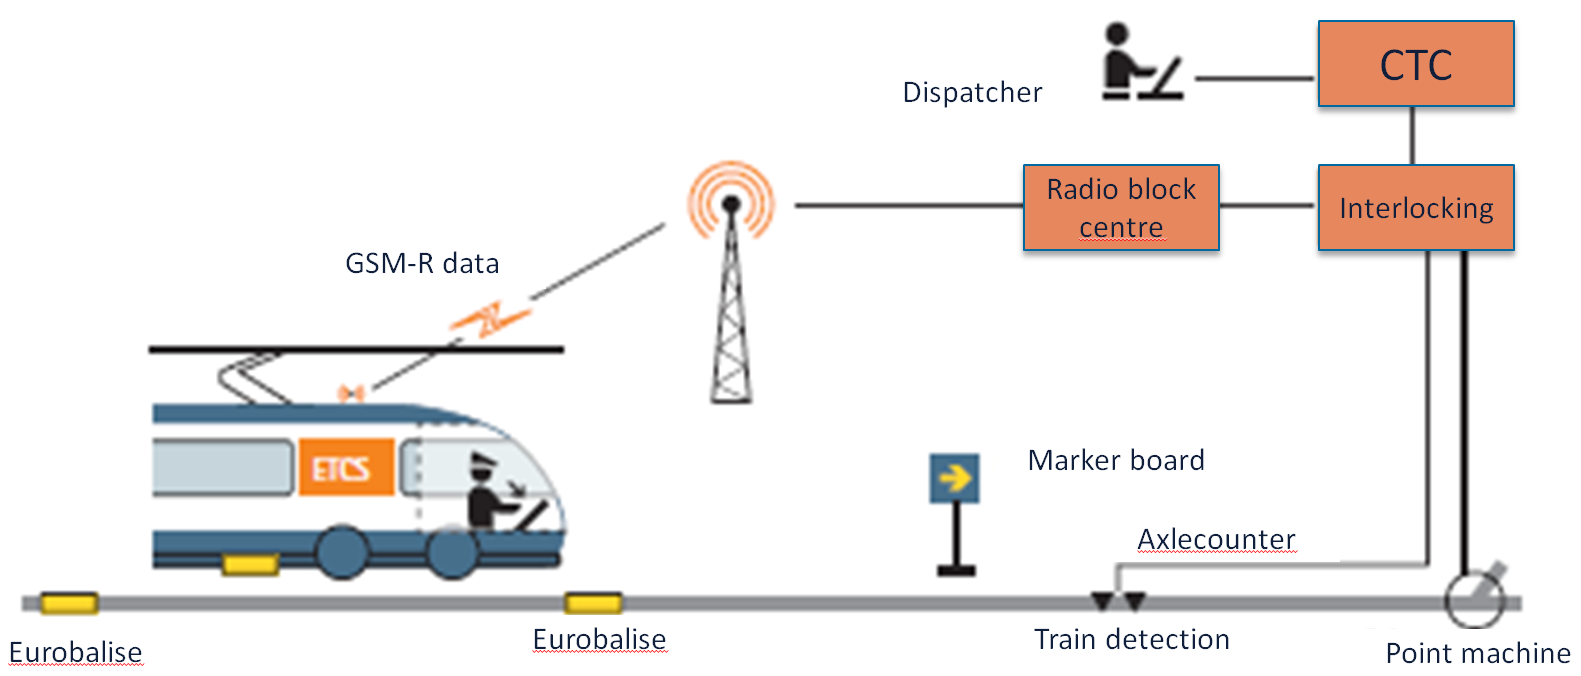 CTC
Dispatcher
Radio block
centre
Interlocking
GSM-R data
ETCS
Marker board
Axlecounter
Eurobalise
Eurobalise
Train detection
Point machine